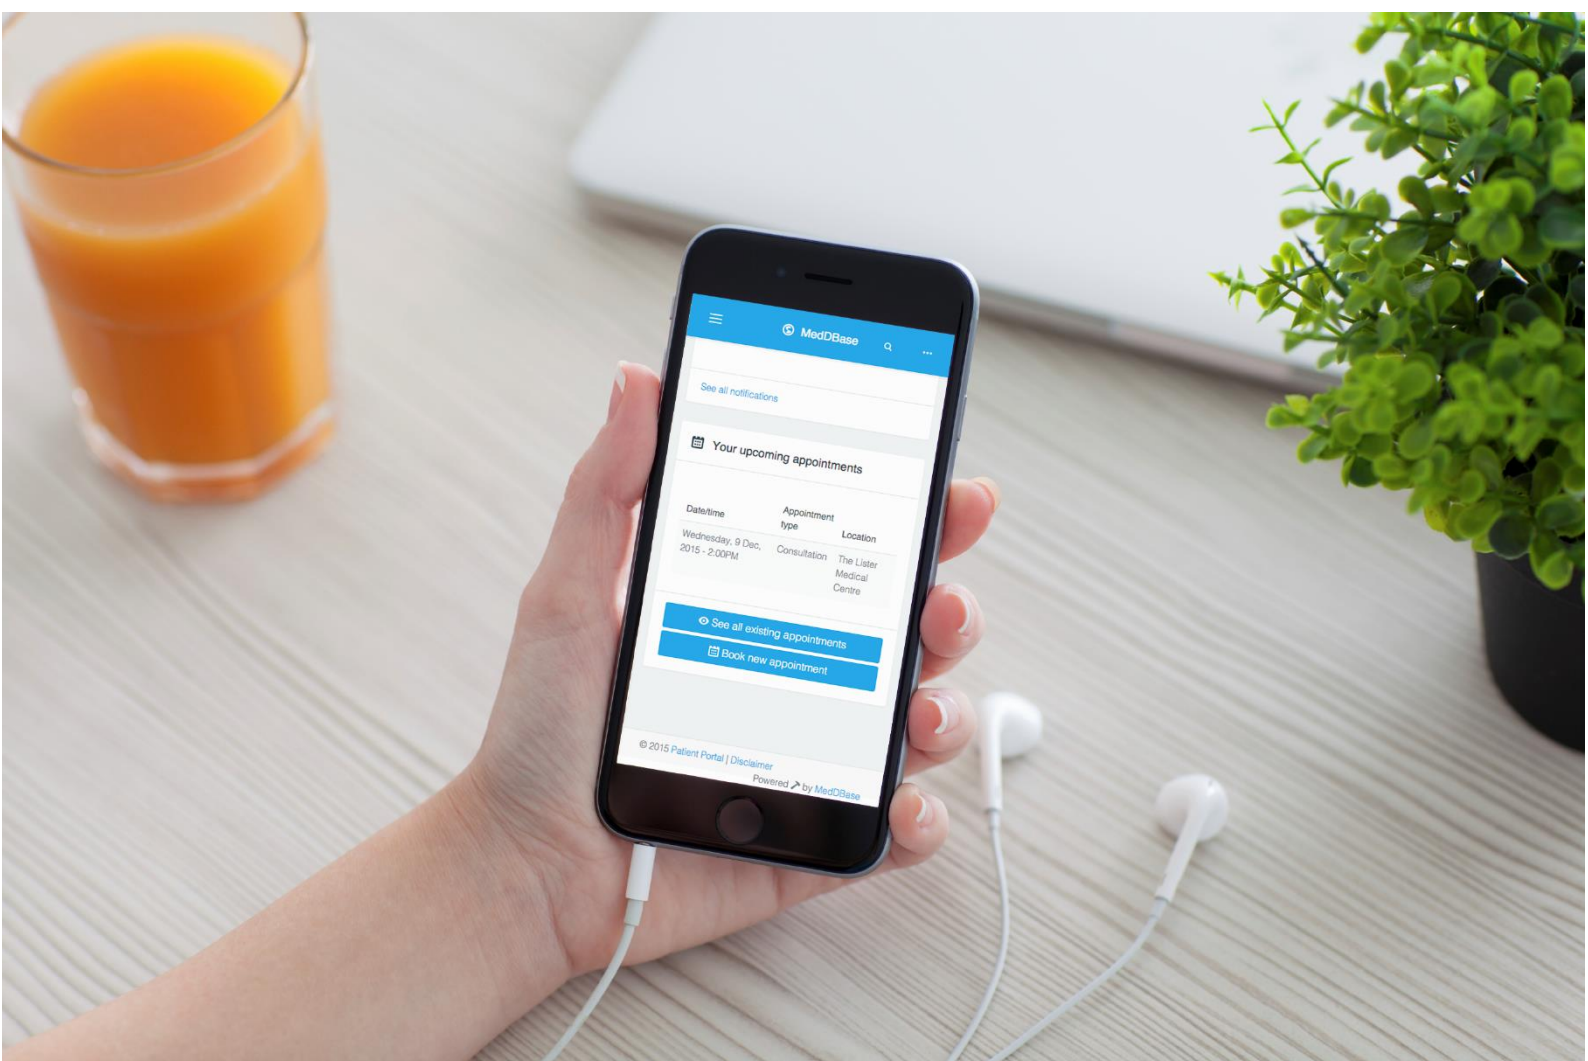 MedDBase
See all notifications
Your upcoming appointments
Date/time
Appointment
type
Location
Wednesday, 9 Dec,
2015 - 2:00PM
Consultation
The Lister
Medical
Centre
See all existing appointments
Book new appointment
© 2015 Patient Portal | Disclaimer
Powered by MedDBase